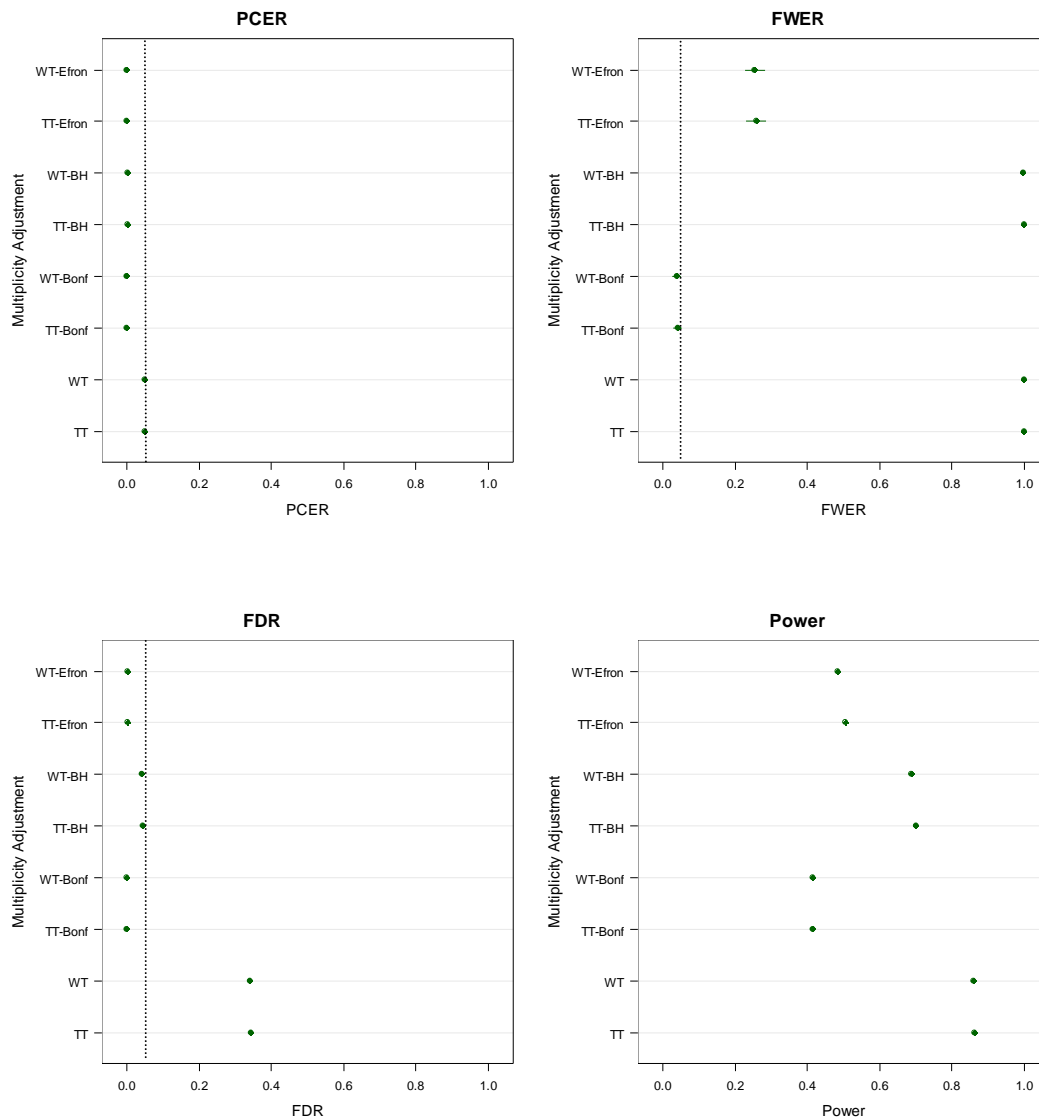 PCER
Multiplicity Adjustment
WT-Efron
TT-Efron
WT-BH
TT-BH
WT-Bonf
TT-Bonf
WT
TT
0.0 0.2 0.4 0.6 0.8 1.0
PCER
FWER
Multiplicity Adjustment
WT-Efron
TT-Efron
WT-BH
TT-BH
WT-Bonf
TT-Bonf
WT
TT
0.0 0.2 0.4 0.6 0.8 1.0
FWER
FDR
Multiplicity Adjustment
WT-Efron
TT-Efron
WT-BH
TT-BH
WT-Bonf
TT-Bonf
WT
TT
0.0 0.2 0.4 0.6 0.8 1.0
FDR
Power
Multiplicity Adjustment
WT-Efron
TT-Efron
WT-BH
TT-BH
WT-Bonf
TT-Bonf
WT
TT
0.0 0.2 0.4 0.6 0.8 1.0
Power